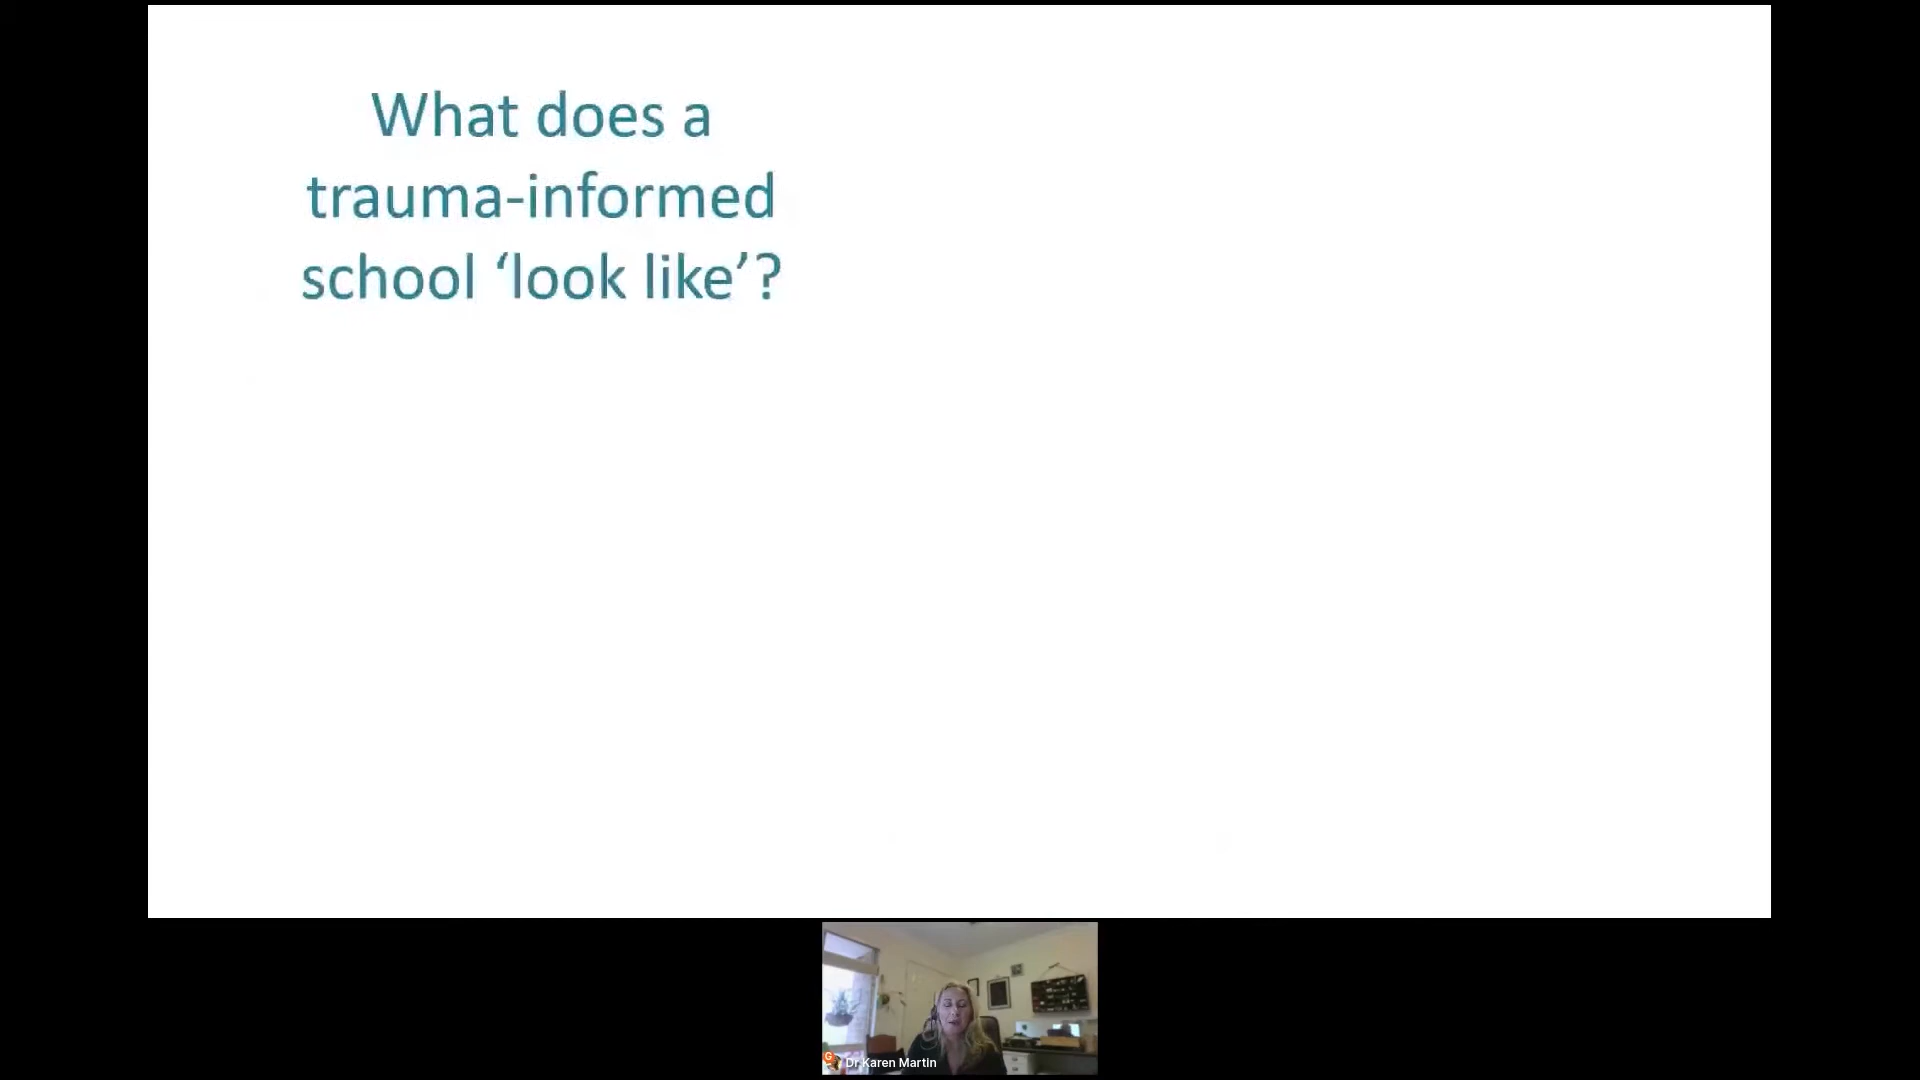 What does a
trauma-informed
school ‘look like’?
G
Dr Karen Martin